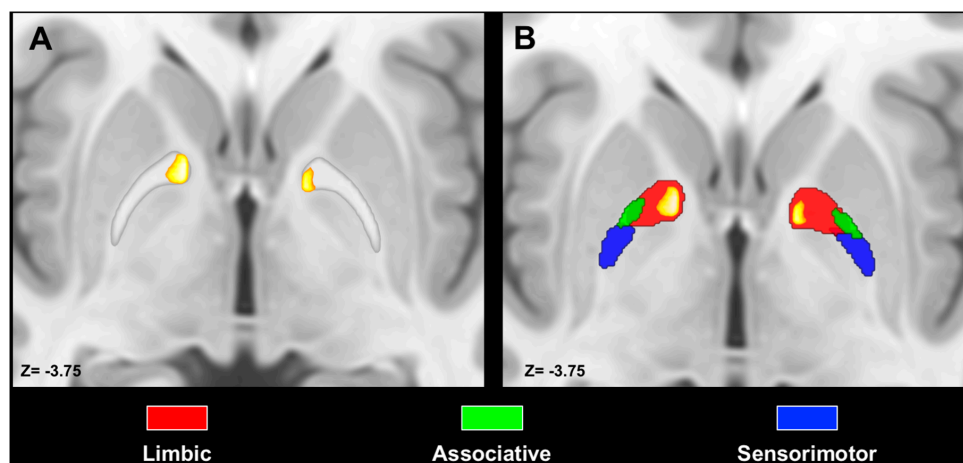 A
B
Z= -3.75
Z= -3.75
Limbic
Associative
Sensorimotor